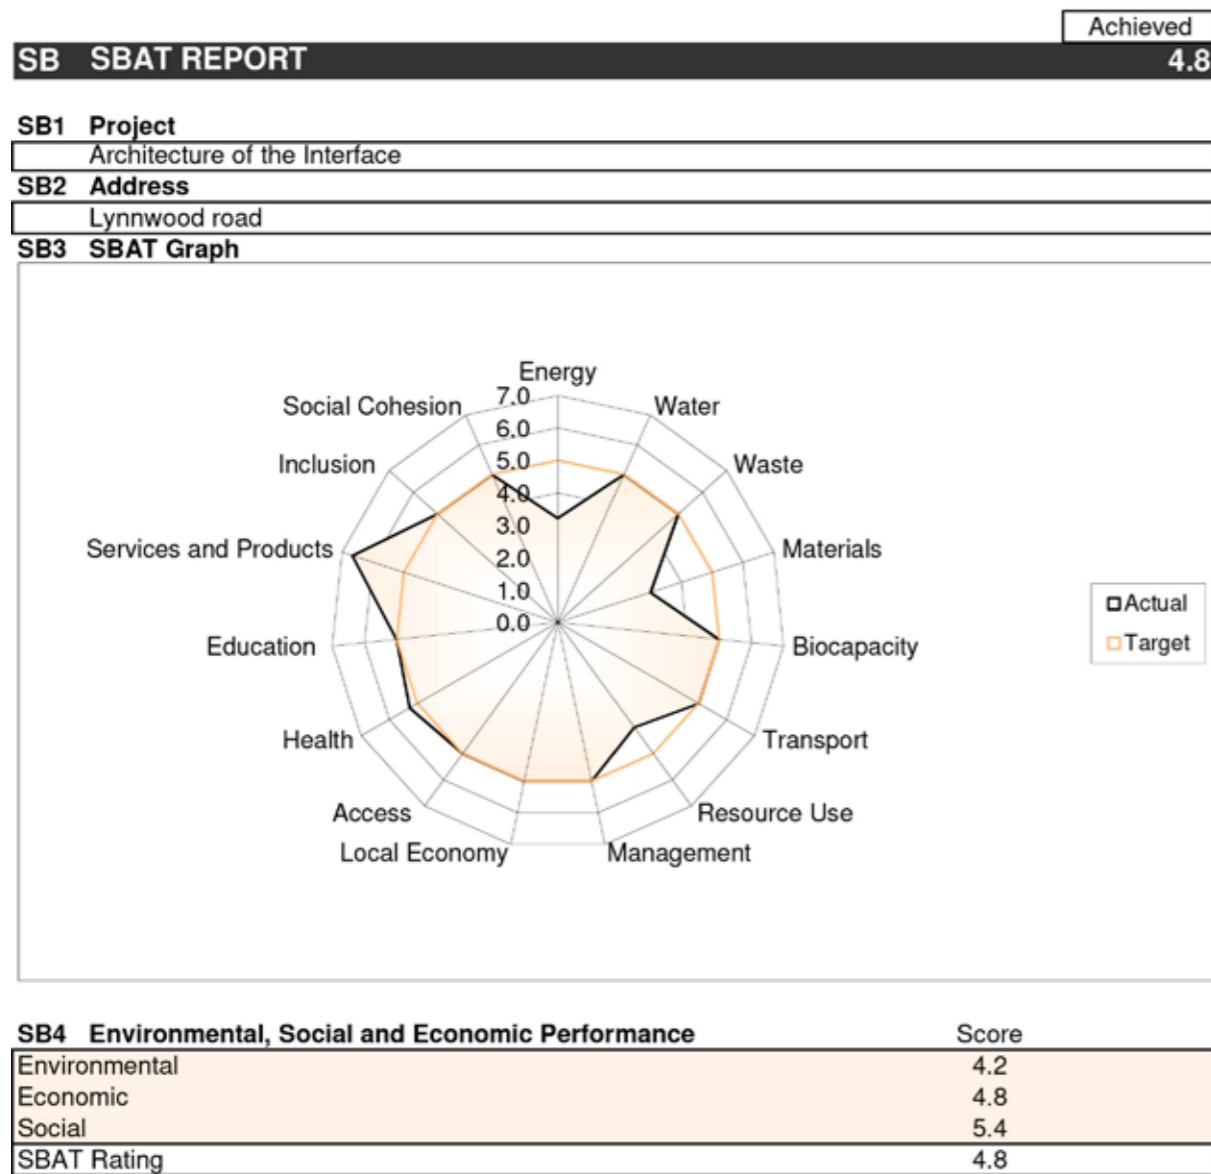 Achieved
SB SBAT REPORT 4.8
SB1 Project
Architecture of the Interface
SB2 Address
Lynnwood road
SB3 SBAT Graph
Energy
7.0
Social Cohesion
Water
6.0
Inclusion
5.0
Waste
4.0
3.0
Services and Products
Materials
2.0
1.0
Actual
0.0
Target
Education
Biocapacity
Health
Transport
Access
Resource Use
Local Economy
Management
SB4 Environmental, Social and Economic Performance Score
Environmental 4.2
Economic 4.8
Social 5.4
SBAT Rating 4.8